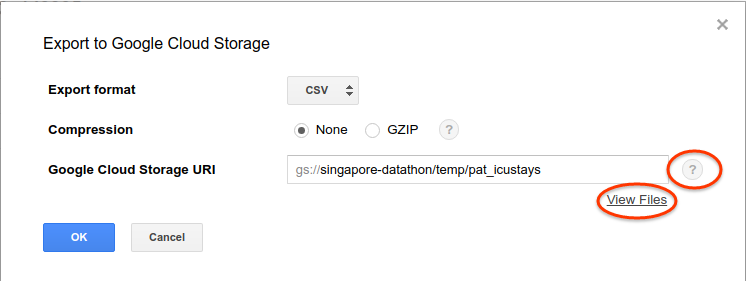 Export to Google Cloud Storage
Export format CSV
Compression None GZIP ?
Google Cloud Storage URI gs://singapore-datathon/temp/pat_icustays ?
View Files
OK Cancel